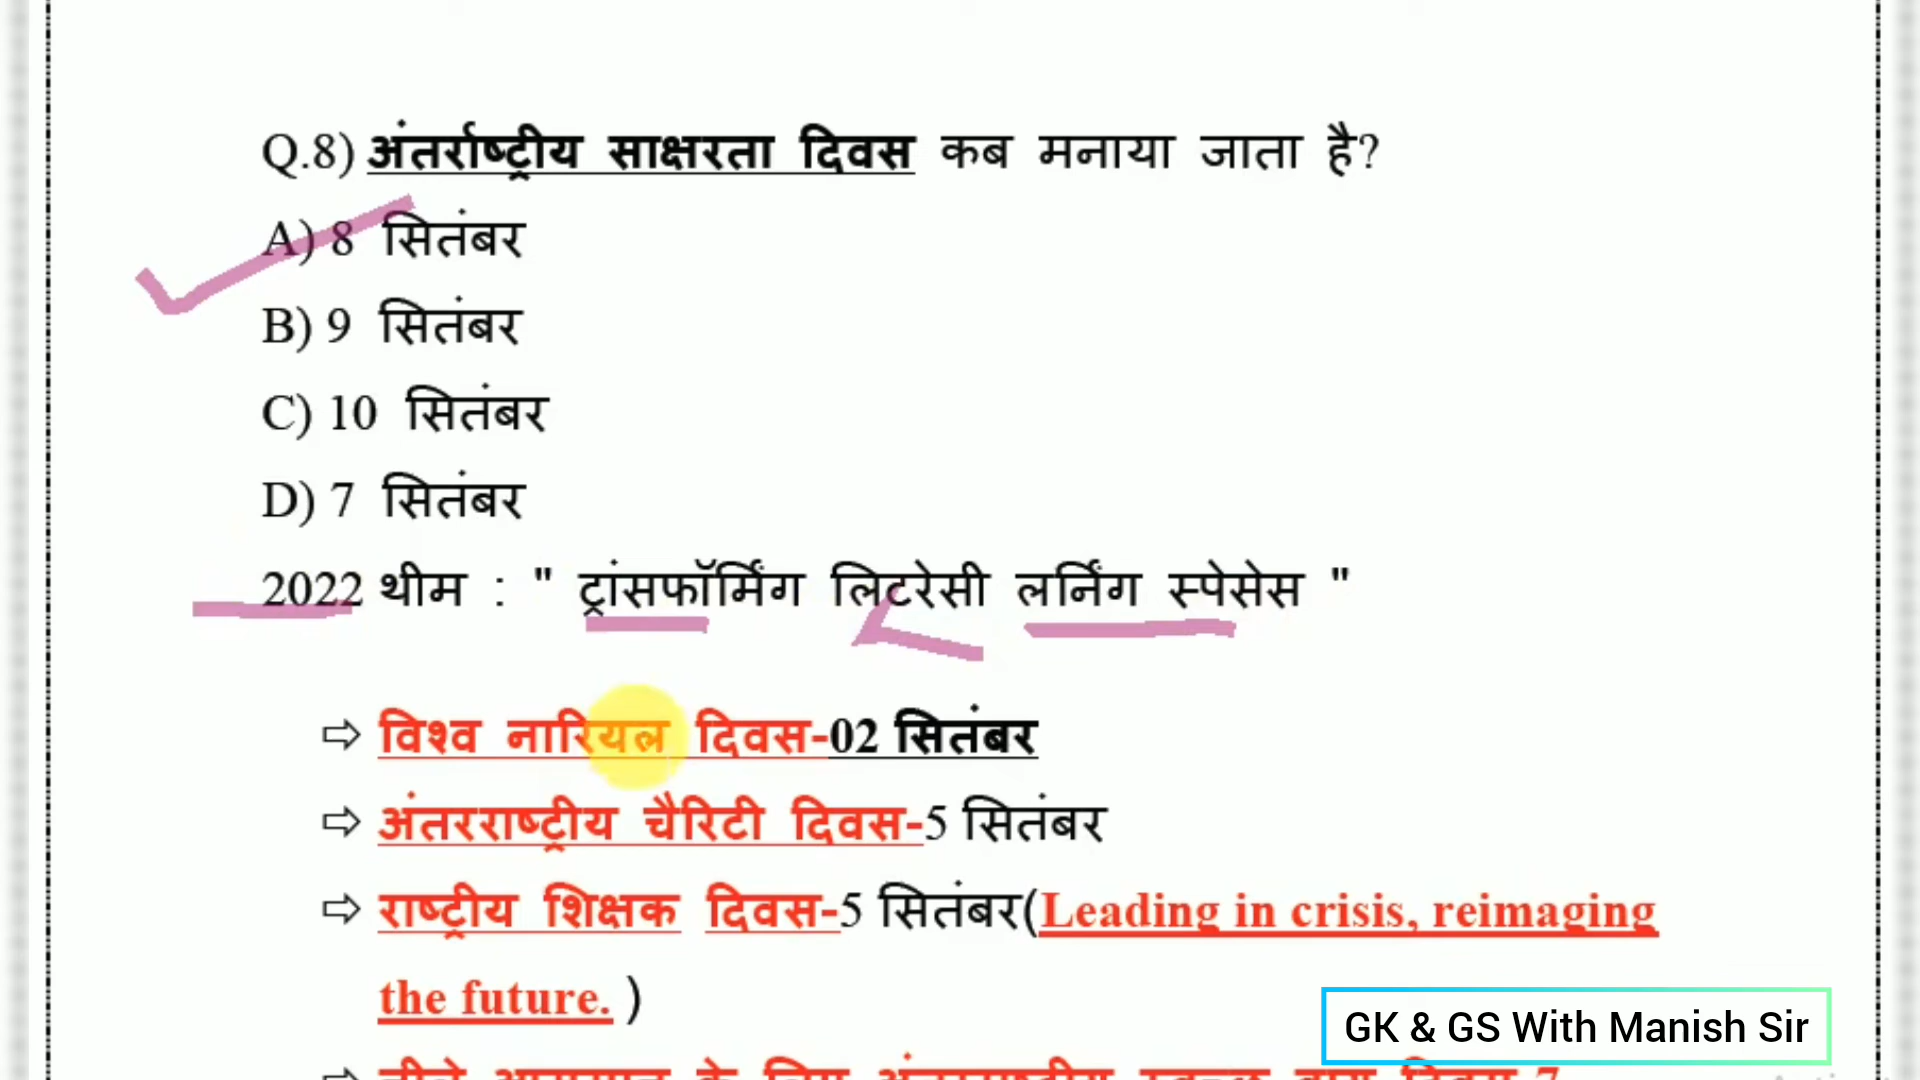 Q.8) अंतर्राष्ट्रीय साक्षरता दिवस कब मनाया जाता है?
A) 8 सितंबर
B) 9 सितंबर
C) 10 सितंबर
D) 7 सितंबर
2022 थीम : " ट्रांसफॉर्मिंग लिटरेसी लर्निंग स्पेसेस "
⇨ विश्व नारियल दिवस-02 सितंबर
⇨ अंतरराष्ट्रीय चैरिटी दिवस-5 सितंबर
⇨ राष्ट्रीय शिक्षक दिवस-5 सितंबर(Leading in crisis, reimaging
the future. )
GK & GS With Manish Sir